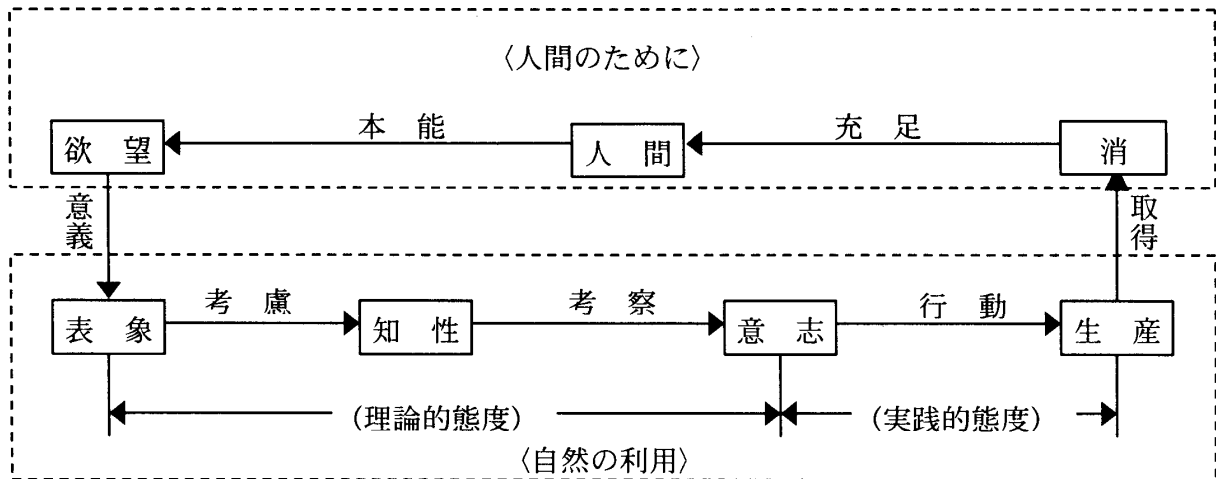 〈人間のために〉
本 能
充 足
欲 望
人 間
消
意義
取得
考 慮
考 察
行 動
表 象
知 性
意 志
生 産
(理論的態度)
(実践的態度)
〈自然の利用〉